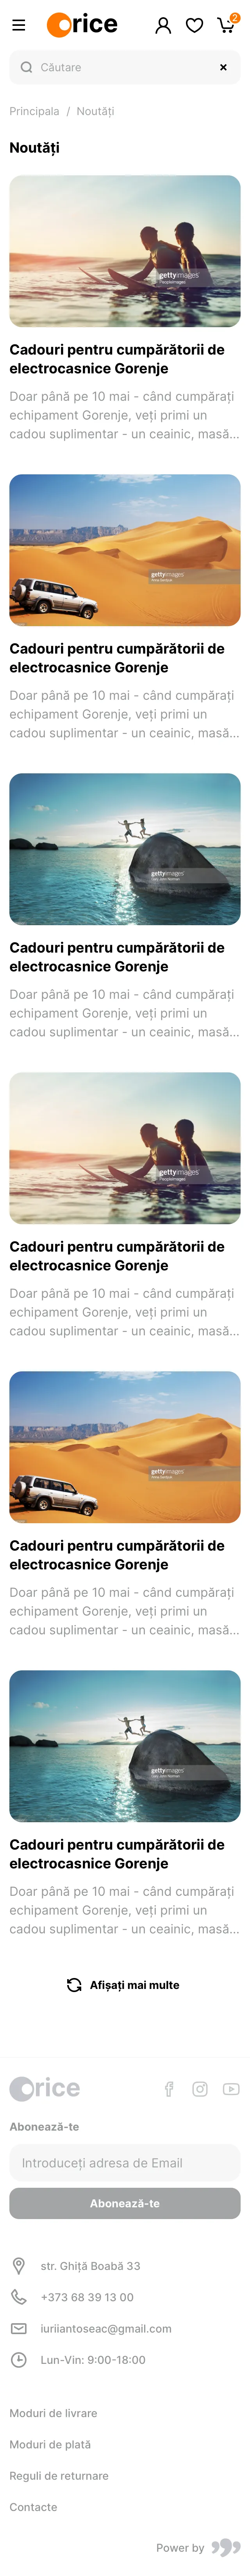 Orice
2
Căutare
Principala / Noutăți
Noutăți
gettyimages
PeopleImages
Cadouri pentru cumpărătorii de
electrocasnice Gorenje
Doar până pe 10 mai - când cumpărați
echipament Gorenje, veți primi un
cadou suplimentar - un ceainic, masă...
gettyimages
Cadouri pentru cumpărătorii de
electrocasnice Gorenje
Doar până pe 10 mai - când cumpărați
echipament Gorenje, veți primi un
cadou suplimentar - un ceainic, masă...
gettyimages
Cadouri pentru cumpărătorii de
electrocasnice Gorenje
Doar până pe 10 mai - când cumpărați
echipament Gorenje, veți primi un
cadou suplimentar - un ceainic, masă...
gettyimages
PeopleImages
Cadouri pentru cumpărătorii de
electrocasnice Gorenje
Doar până pe 10 mai - când cumpărați
echipament Gorenje, veți primi un
cadou suplimentar - un ceainic, masă...
gettyimages
Cadouri pentru cumpărătorii de
electrocasnice Gorenje
Doar până pe 10 mai - când cumpărați
echipament Gorenje, veți primi un
cadou suplimentar - un ceainic, masă...
gettyimages
Cadouri pentru cumpărătorii de
electrocasnice Gorenje
Doar până pe 10 mai - când cumpărați
echipament Gorenje, veți primi un
cadou suplimentar - un ceainic, masă...
Afișați mai multe
Orice
Abonează-te
Introduceți adresa de Email
Abonează-te
str. Ghiță Boabă 33
+373 68 39 13 00
iuriiantoseac@gmail.com
Lun-Vin: 9:00-18:00
Moduri de livrare
Moduri de plată
Reguli de returnare
Contacte
Power by